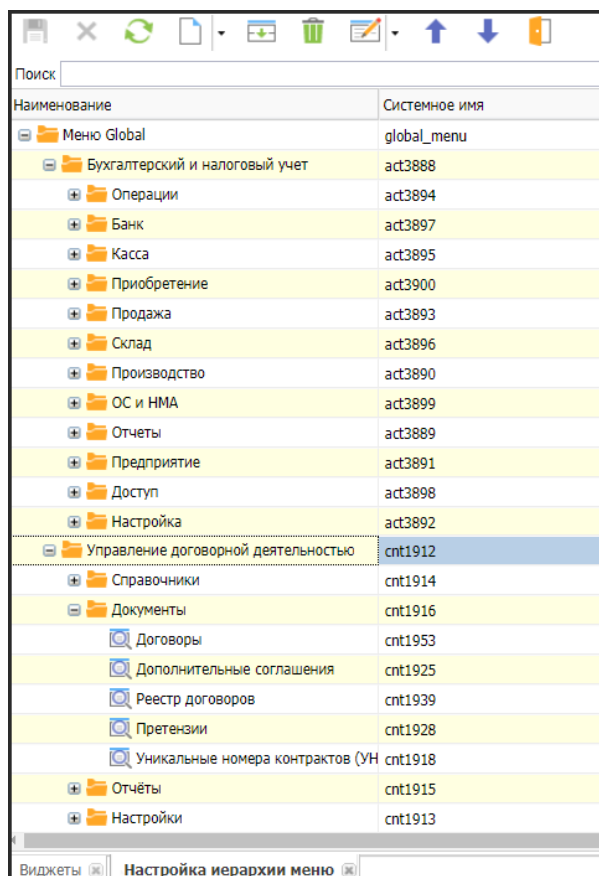 Поиск
Наименование Системное имя
Меню Global global_menu
Бухгалтерский и налоговый учет act3888
Операции act3894
Банк act3897
Касса act3895
Приобретение act3900
Продажа act3893
Склад act3896
Производство act3890
ОС и НМА act3899
Отчеты act3889
Предприятие act3891
Доступ act3898
Настройка act3892
Управление договорной деятельностью cnt1912
Справочники cnt1914
Документы cnt1916
Договоры cnt1953
Дополнительные соглашения cnt1925
Реестр договоров cnt1939
Претензии cnt1928
Уникальные номера контрактов (УН cnt1918
Отчёты cnt1915
Настройки cnt1913
Виджеты Настройка иерархии меню